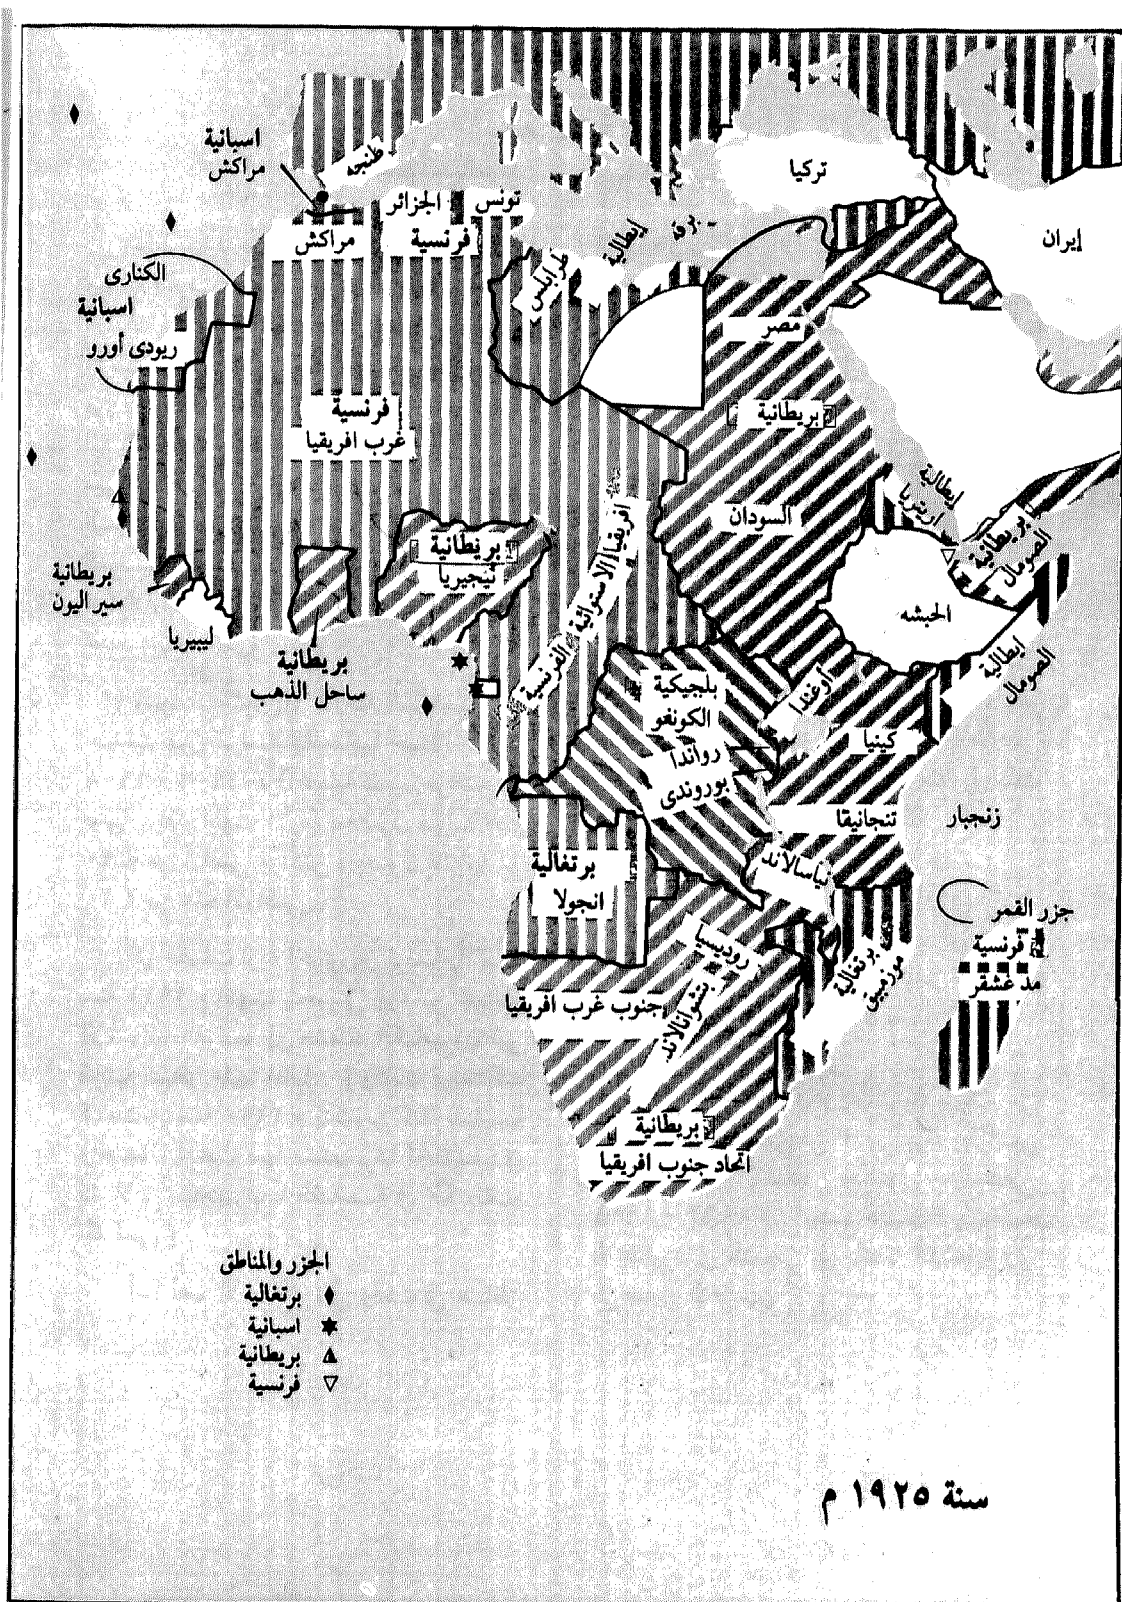 تركيا
إيران
اسبانية
مراكش
طنجه
تونس
الجزائر
فرنسية
مراكش
برقه
إيطالية
طرابلس
الكنارى
اسبانية
ريودى أورو
مصر
بريطانية
فرنسية
غرب افريقيا
السودان
إيطالية
اريتريا
بريطانية
الصومال
الحبشه
إيطالية
الصومال
بريطانية
نيجيريا
افريقيا الاستوائية الفرنسية
بريطانية
سير اليون
ليبيريا
بريطانية
ساحل الذهب
بلجيكية
الكونغو
رواندا
بوروندى
أوغندا
كينيا
تنجانيقا
زنجبار
برتغالية
انجولا
نياسالاند
جزر القمر
فرنسية
مدغشقر
روديسيا
برتغالية
موزمبيق
بتشوانالاند
جنوب غرب افريقيا
بريطانية
اتحاد جنوب افريقيا
الجزر والمناطق
برتغالية
اسبانية
بريطانية
فرنسية
سنة ١٩٢٥ م